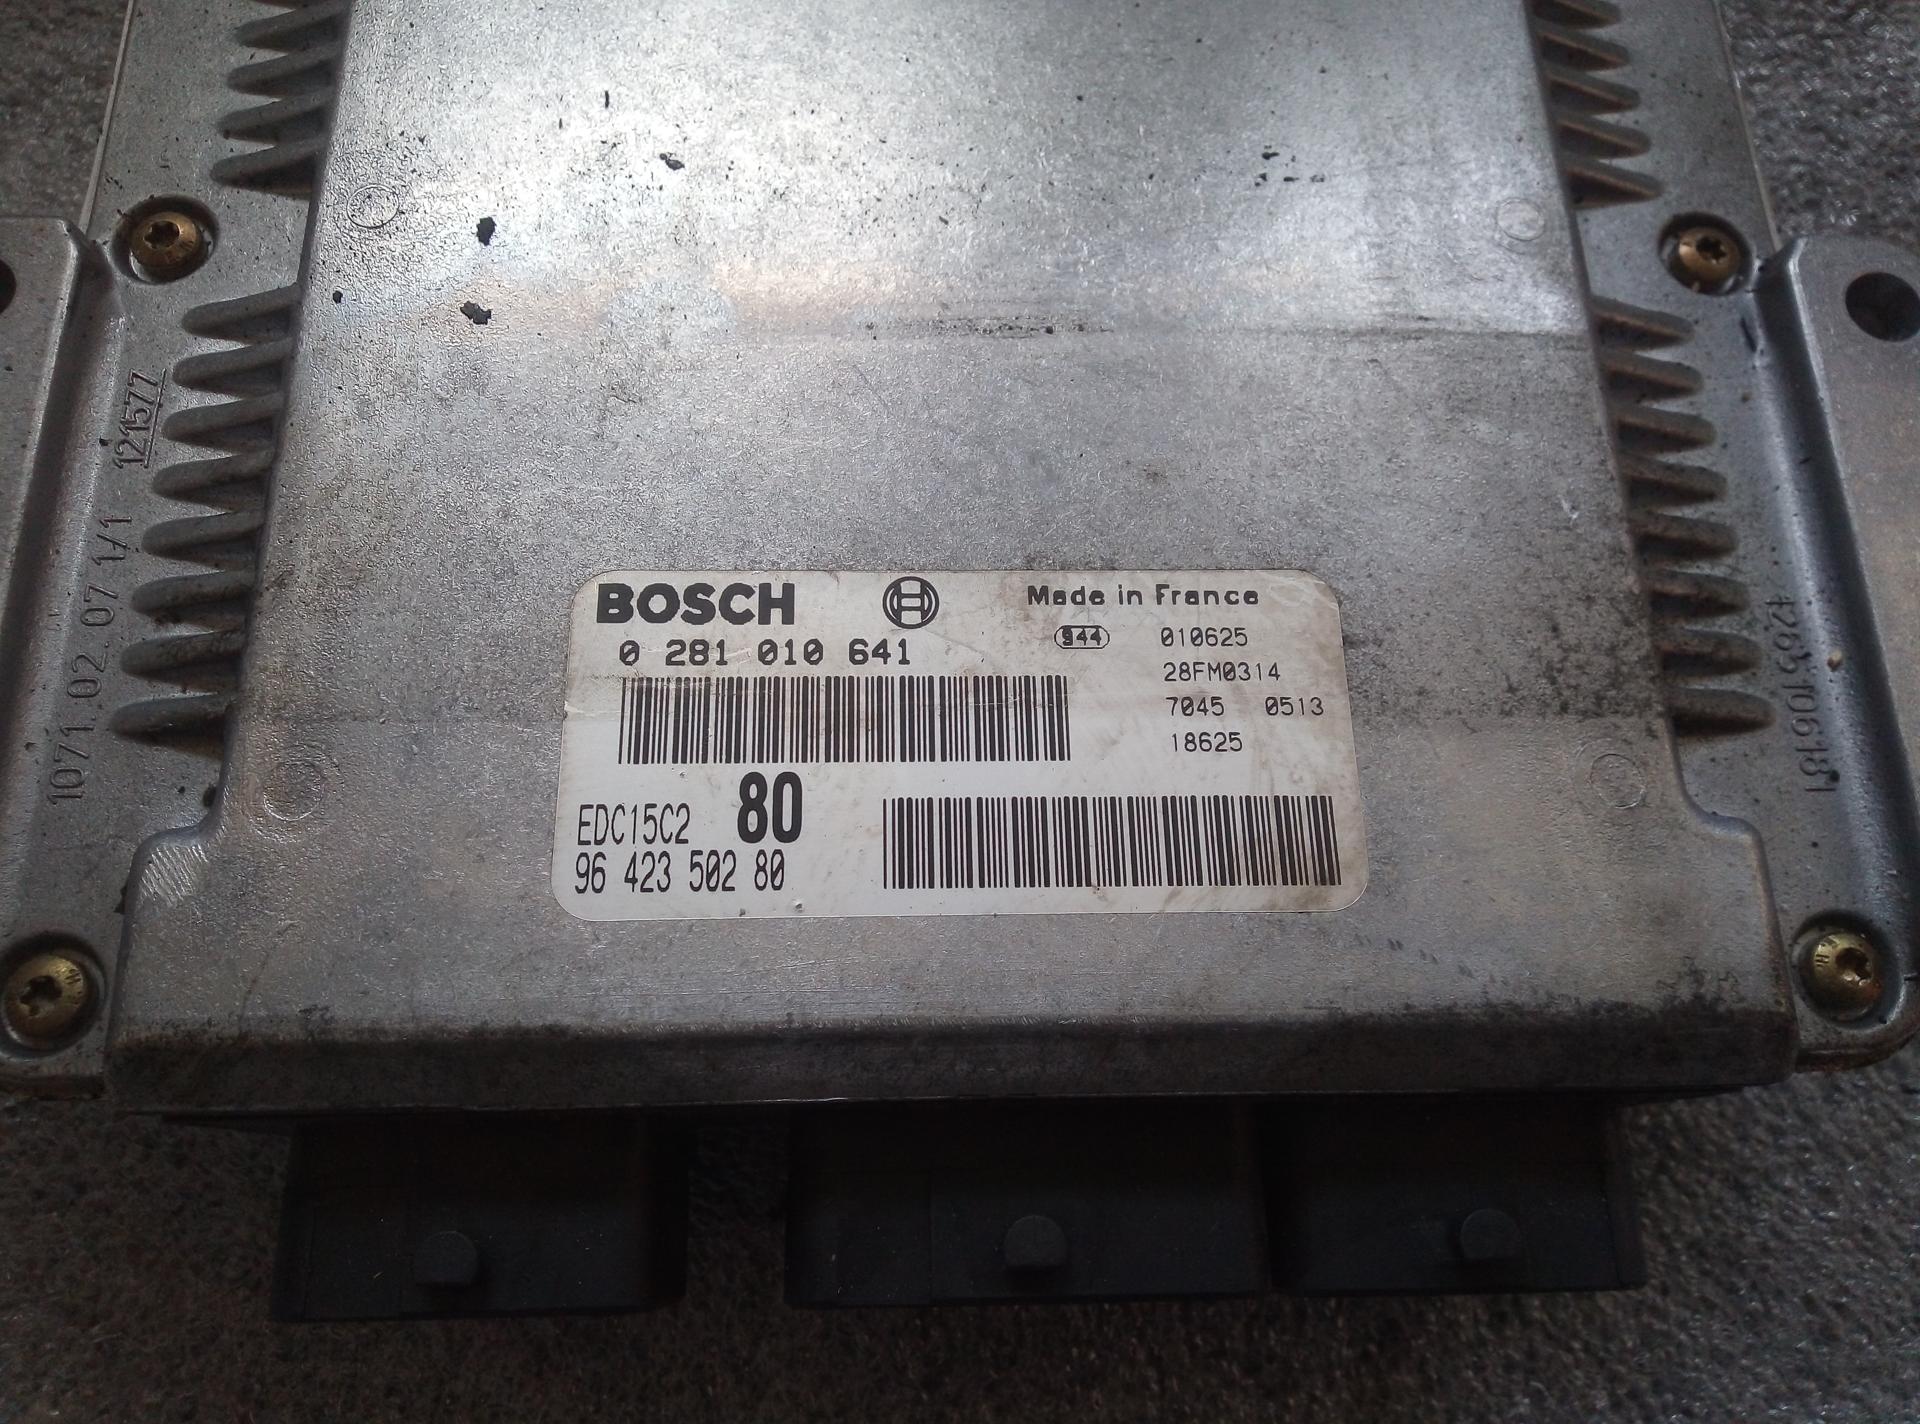 BOSCH
Made in France
0 281 010 641
944
010625
28FM0314
7045 0513
18625
EDC15C2 80
96 423 502 80
121577
1071.02.07 1/1